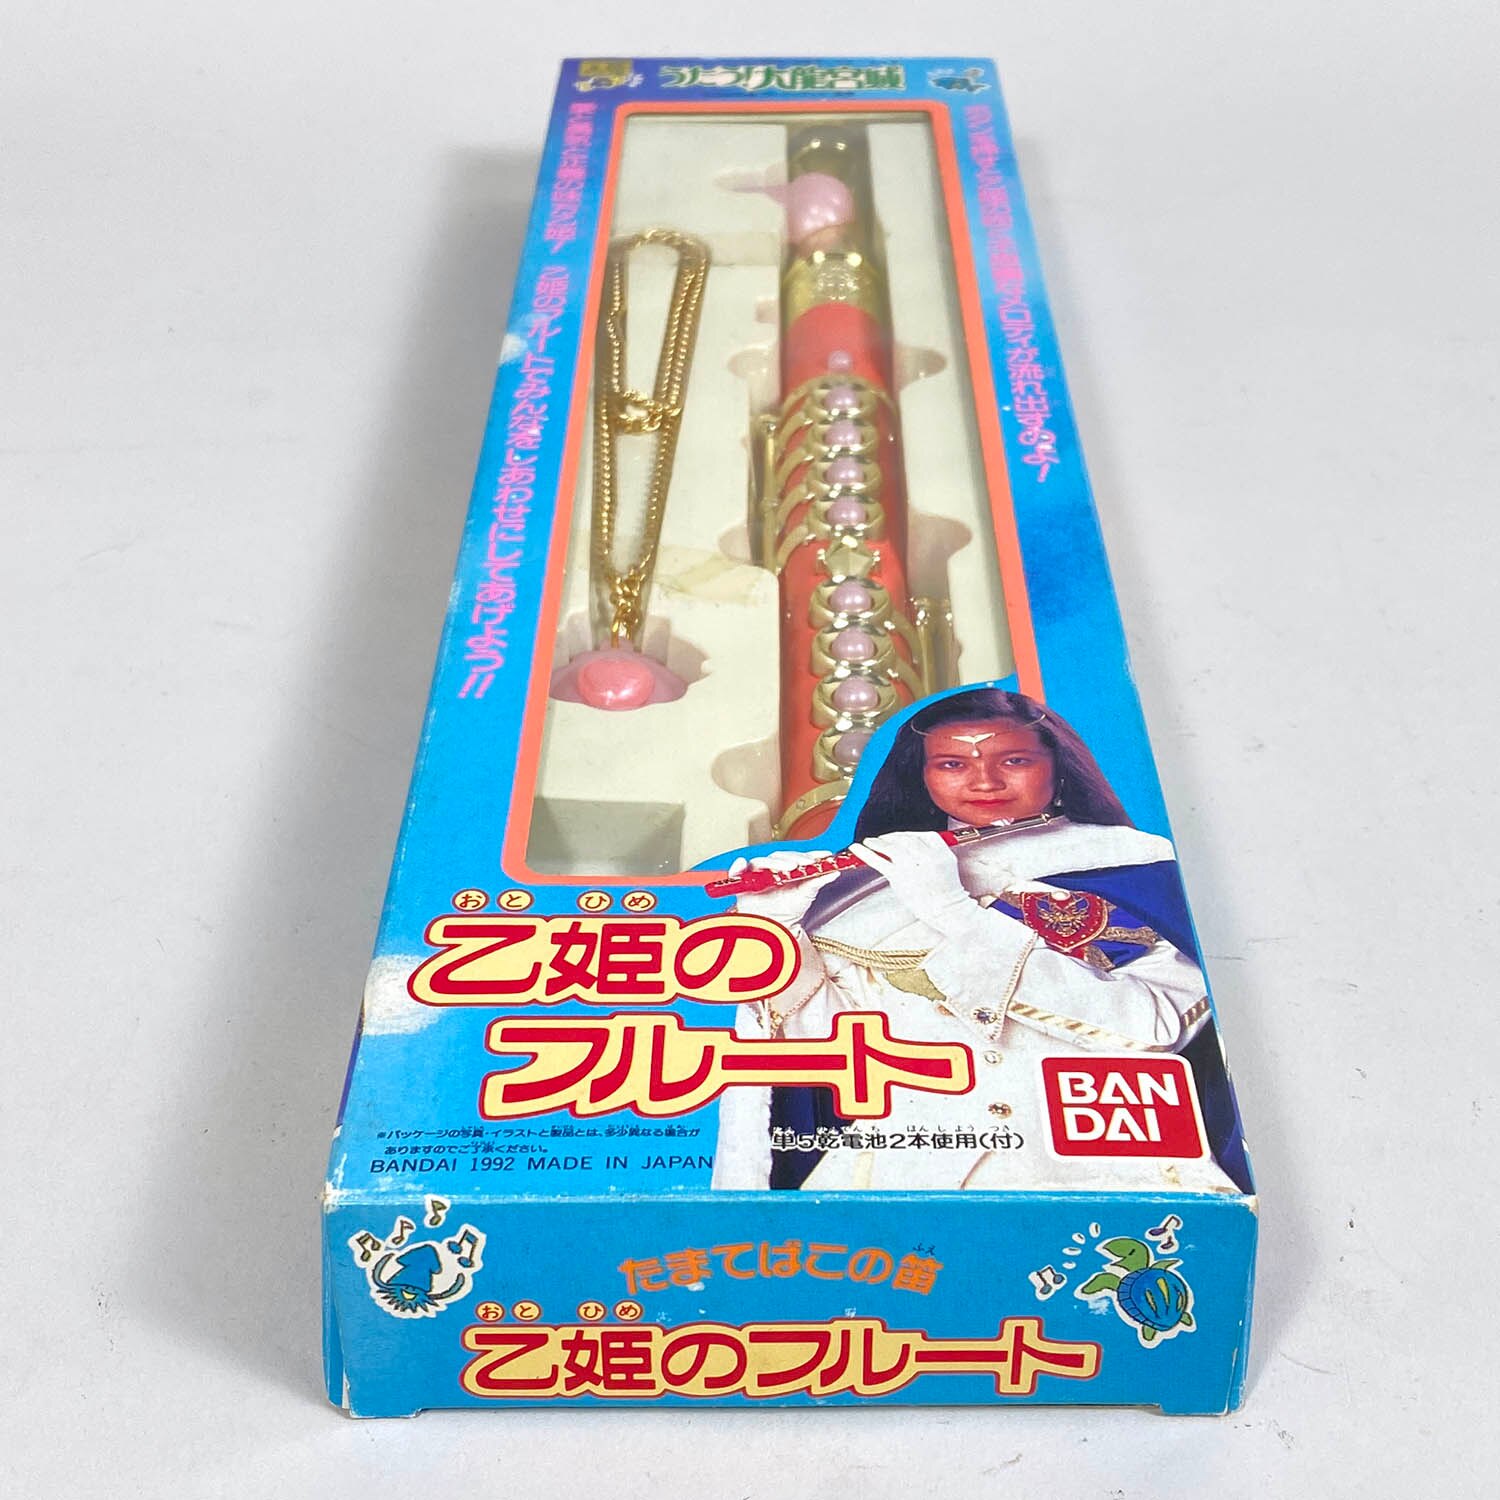 うたう!大龍宮城
乙姫のフルートでみんなをしあわせにしてあげよう!!
メロディが流れ出すわよ!
おと ひめ
乙姫の
フルート
BAN
DAI
単5乾電池2本使用(付)
※パッケージの写真・イラストと製品とは、多少異なる場合が
ありますのでご了承ください。
BANDAI 1992 MADE IN JAPAN
たまてばこの笛
おと ひめ
乙姫のフルート